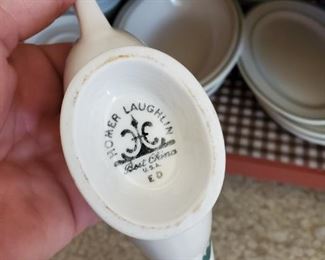 HOMER LAUGHLIN
Best China
U.S.A.
E D